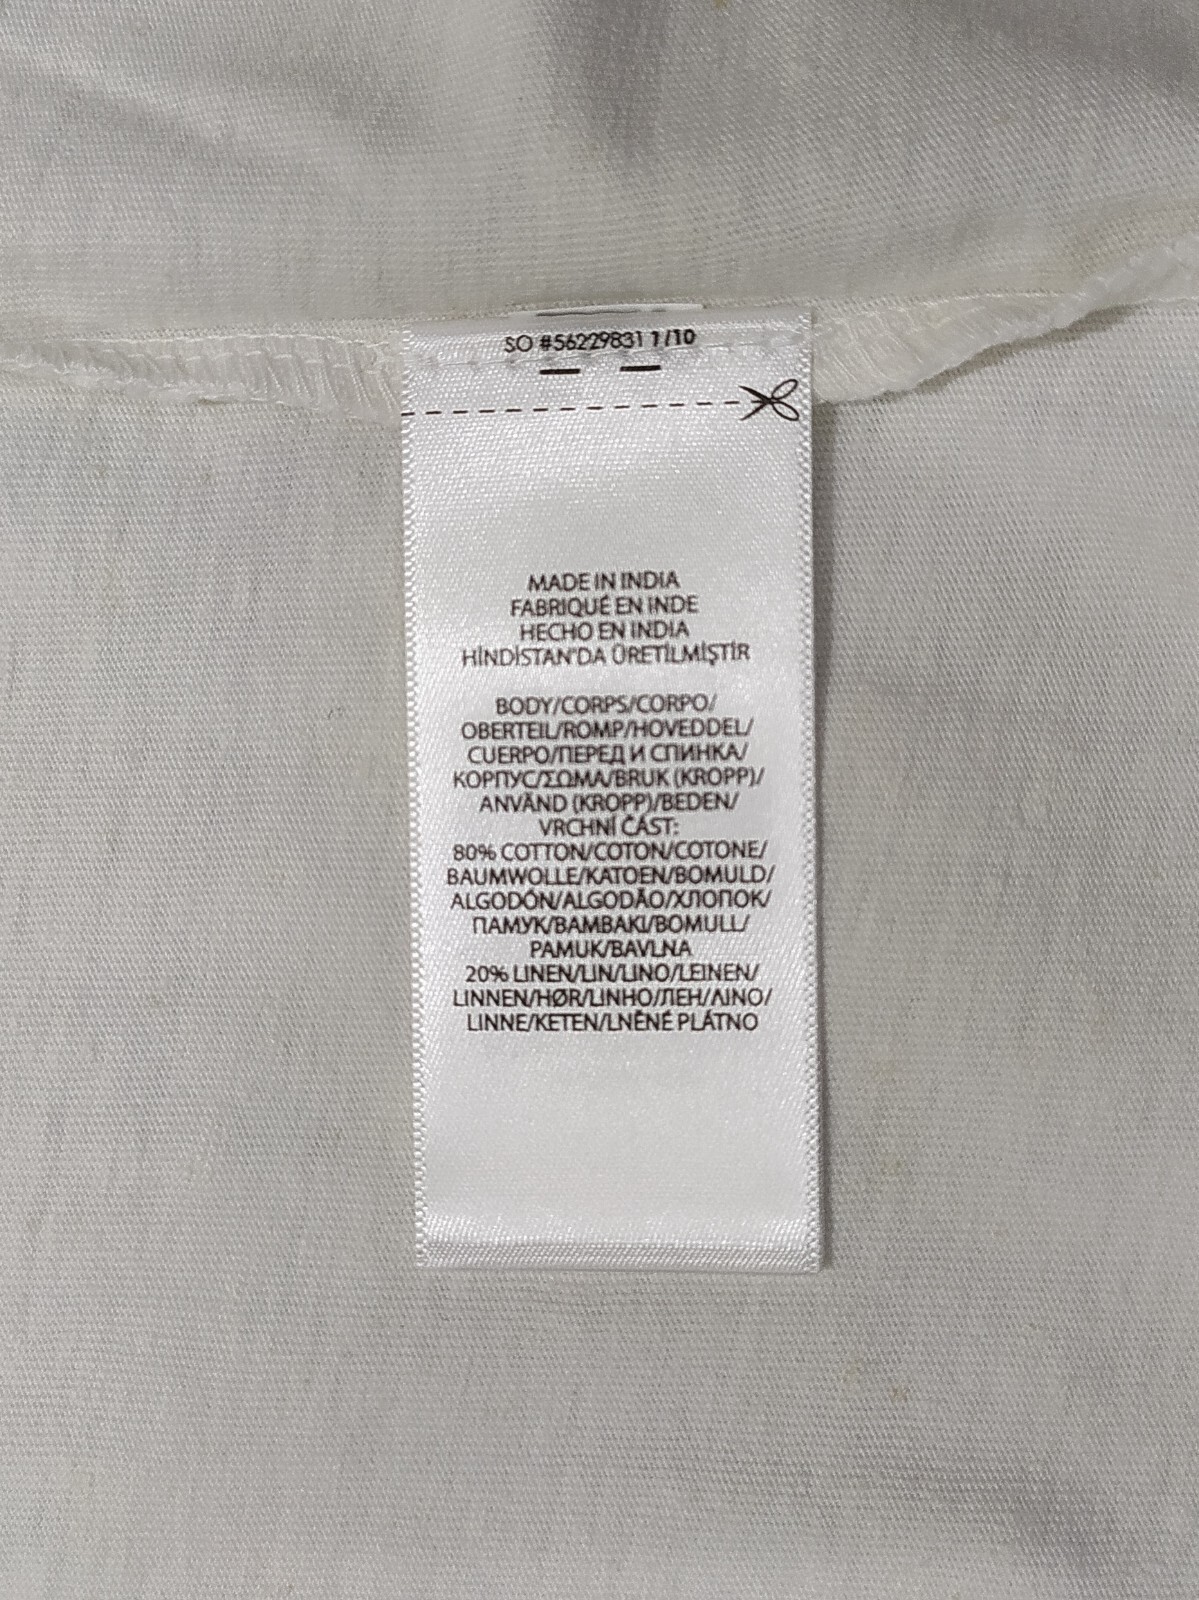 SO #56229831 1/10
MADE IN INDIA
FABRIQUÉ EN INDE
HECHO EN INDIA
HİNDİSTAN'DA ÜRETİLMİŞTİR
BODY/CORPS/CORPO/
OBERTEIL/ROMP/HOVEDDEL/
CUERPO/ПЕРЕД И СПИНКА/
КОРПУС/ΣΩΜΑ/BRUK (KROPP)/
ANVÄND (KROPP)/BEDEN/
VRCHNÍ ČÁST:
80% COTTON/COTON/COTONE/
BAUMWOLLE/KATOEN/BOMULD/
ALGODÓN/ALGODÃO/ХЛОПОК/
ПАМУК/ΒΑΜΒΑΚΙ/BOMULL/
PAMUK/BAVLNA
20% LINEN/LIN/LINO/LEINEN/
LINNEN/HØR/LINHO/ЛЕН/ΛΙΝΟ/
LINNE/KETEN/LNĚNÉ PLÁTNO